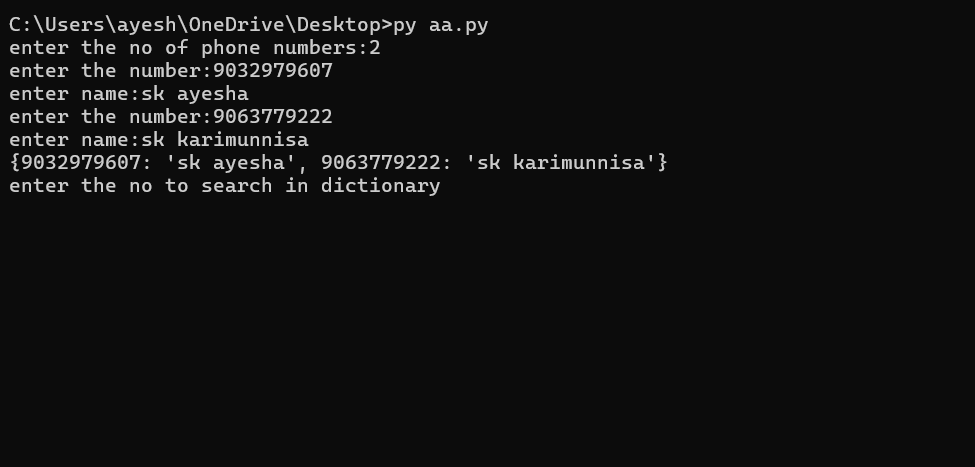 C:\Users\ayesh\OneDrive\Desktop>py aa.py
enter the no of phone numbers:2
enter the number:9032979607
enter name:sk ayesha
enter the number:9063779222
enter name:sk karimunnisa
{9032979607: 'sk ayesha', 9063779222: 'sk karimunnisa'}
enter the no to search in dictionary